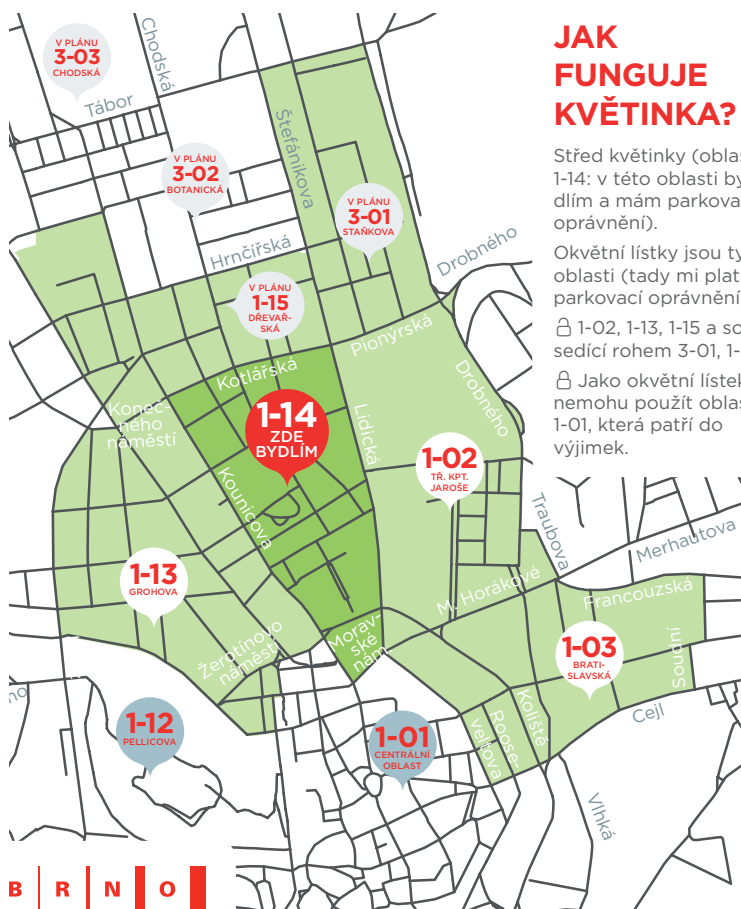 JAK
FUNGUJE
KVĚTINKA?
Střed květinky (oblas
1-14: v této oblasti by
dlím a mám parkova
oprávnění).
Okvětní lístky jsou ty
oblasti (tady mi plat
parkovací oprávnění
1-02, 1-13, 1-15 a so
sedící rohem 3-01, 1-
Jako okvětní lístek
nemohu použít oblas
1-01, která patří do
výjimek.
V PLÁNU
3-03
CHODSKÁ
Chodská
Tábor
Štefánikova
V PLÁNU
3-02
BOTANICKÁ
V PLÁNU
3-01
STAŇKOVA
Hrnčířská
Drobného
V PLÁNU
1-15
DŘEVAŘ-
SKÁ
Pionýrská
Kotlářská
Drobného
Koneč-
ného
náměstí
1-14
ZDE
BYDLÍM
Lidická
Kounicova
1-02
TŘ. KPT.
JAROŠE
Traubova
Merhautova
1-13
GROHOVA
M. Horákové
Francouzská
Žerotínovo
náměstí
Morav-
ské
nám.
1-03
BRATI-
SLAVSKÁ
Soudní
no
1-12
PELLICOVA
1-01
CENTRÁLNÍ
OBLAST
Roose-
veltova
Koliště
Cejl
Vlhká
B R N O